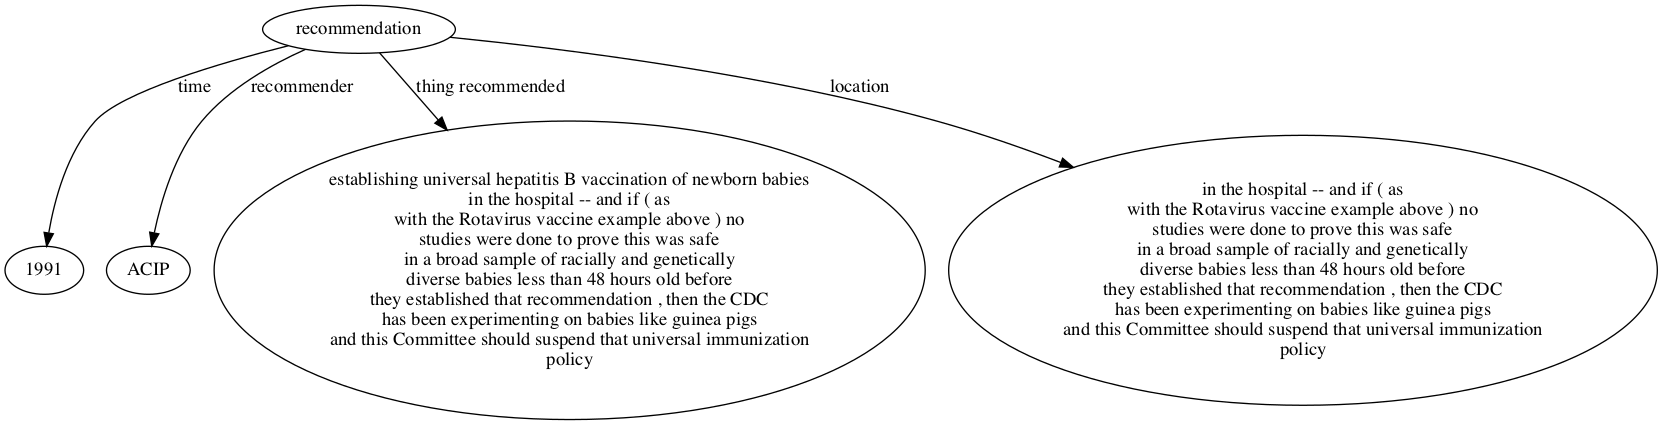 recommendation
time
recommender
thing recommended
location
1991
ACIP
establishing universal hepatitis B vaccination of newborn babies
in the hospital -- and if ( as
with the Rotavirus vaccine example above ) no
studies were done to prove this was safe
in a broad sample of racially and genetically
diverse babies less than 48 hours old before
they established that recommendation , then the CDC
has been experimenting on babies like guinea pigs
and this Committee should suspend that universal immunization
policy
in the hospital -- and if ( as
with the Rotavirus vaccine example above ) no
studies were done to prove this was safe
in a broad sample of racially and genetically
diverse babies less than 48 hours old before
they established that recommendation , then the CDC
has been experimenting on babies like guinea pigs
and this Committee should suspend that universal immunization
policy